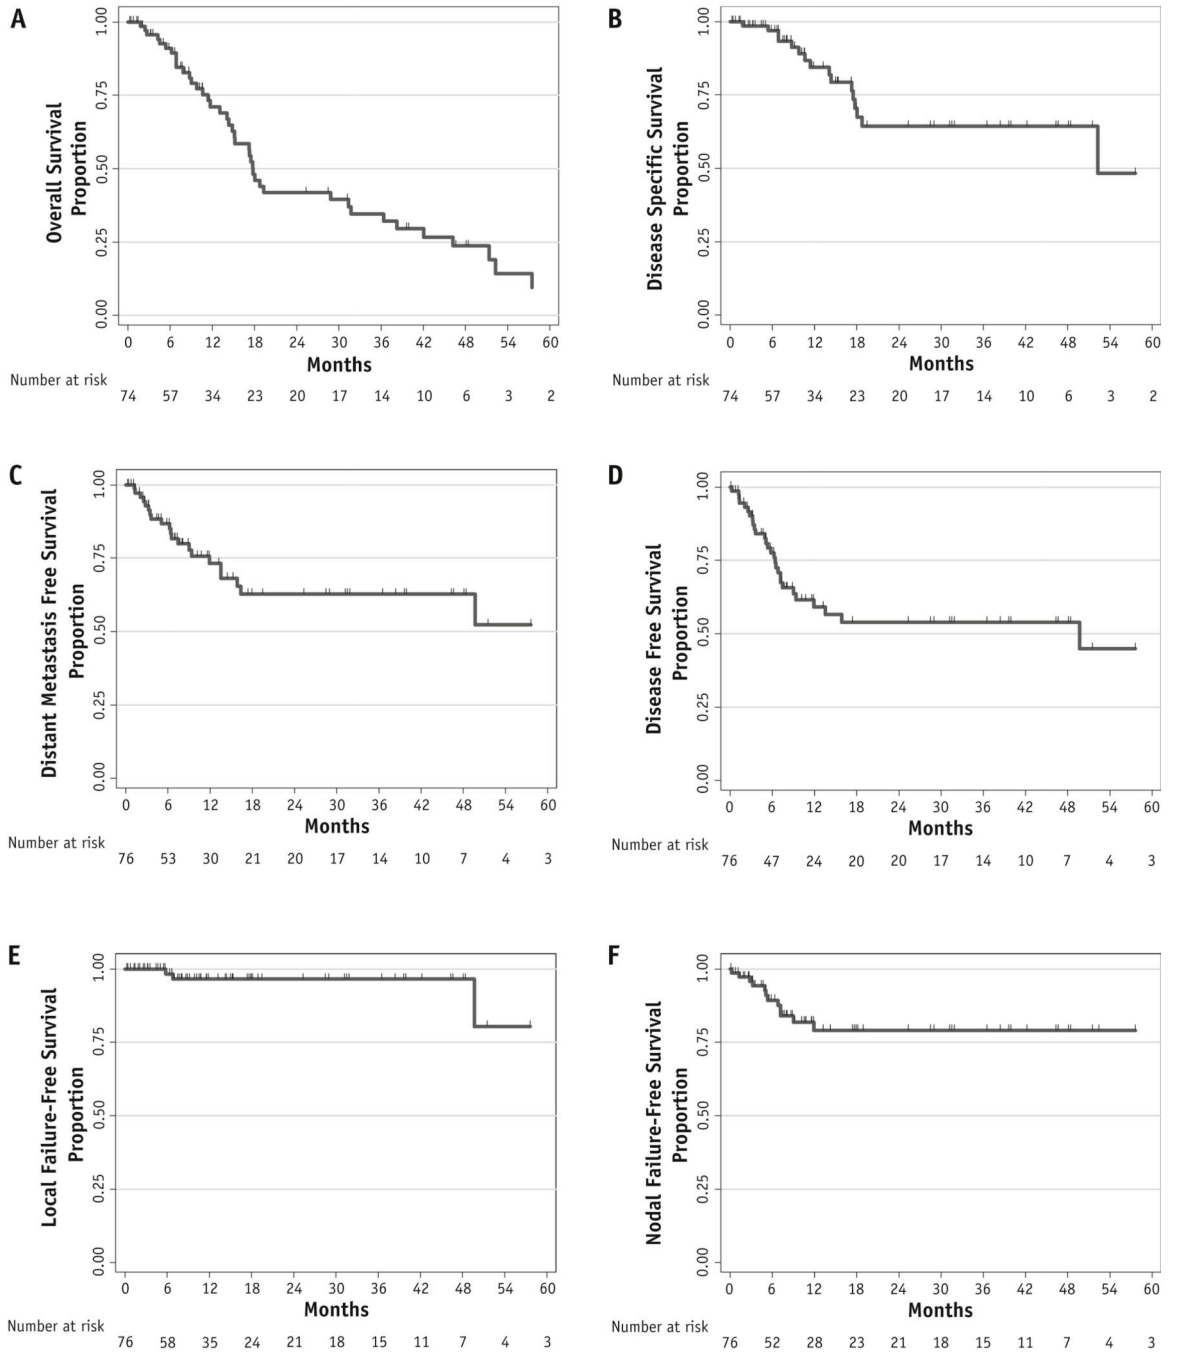 A
Overall Survival
Proportion
1.00
0.75
0.50
0.25
0.00
0 6 12 18 24 30 36 42 48 54 60
Months
Number at risk
74 57 34 23 20 17 14 10 6 3 2
B
Disease Specific Survival
Proportion
1.00
0.75
0.50
0.25
0.00
0 6 12 18 24 30 36 42 48 54 60
Months
Number at risk
74 57 34 23 20 17 14 10 6 3 2
C
Distant Metastasis Free Survival
Proportion
1.00
0.75
0.50
0.25
0.00
0 6 12 18 24 30 36 42 48 54 60
Months
Number at risk
76 53 30 21 20 17 14 10 7 4 3
D
Disease Free Survival
Proportion
1.00
0.75
0.50
0.25
0.00
0 6 12 18 24 30 36 42 48 54 60
Months
Number at risk
76 47 24 20 20 17 14 10 7 4 3
E
Local Failure-Free Survival
Proportion
1.00
0.75
0.50
0.25
0.00
0 6 12 18 24 30 36 42 48 54 60
Months
Number at risk
76 58 35 24 21 18 15 11 7 4 3
F
Nodal Failure-Free Survival
Proportion
1.00
0.75
0.50
0.25
0.00
0 6 12 18 24 30 36 42 48 54 60
Months
Number at risk
76 52 28 23 21 18 15 11 7 4 3